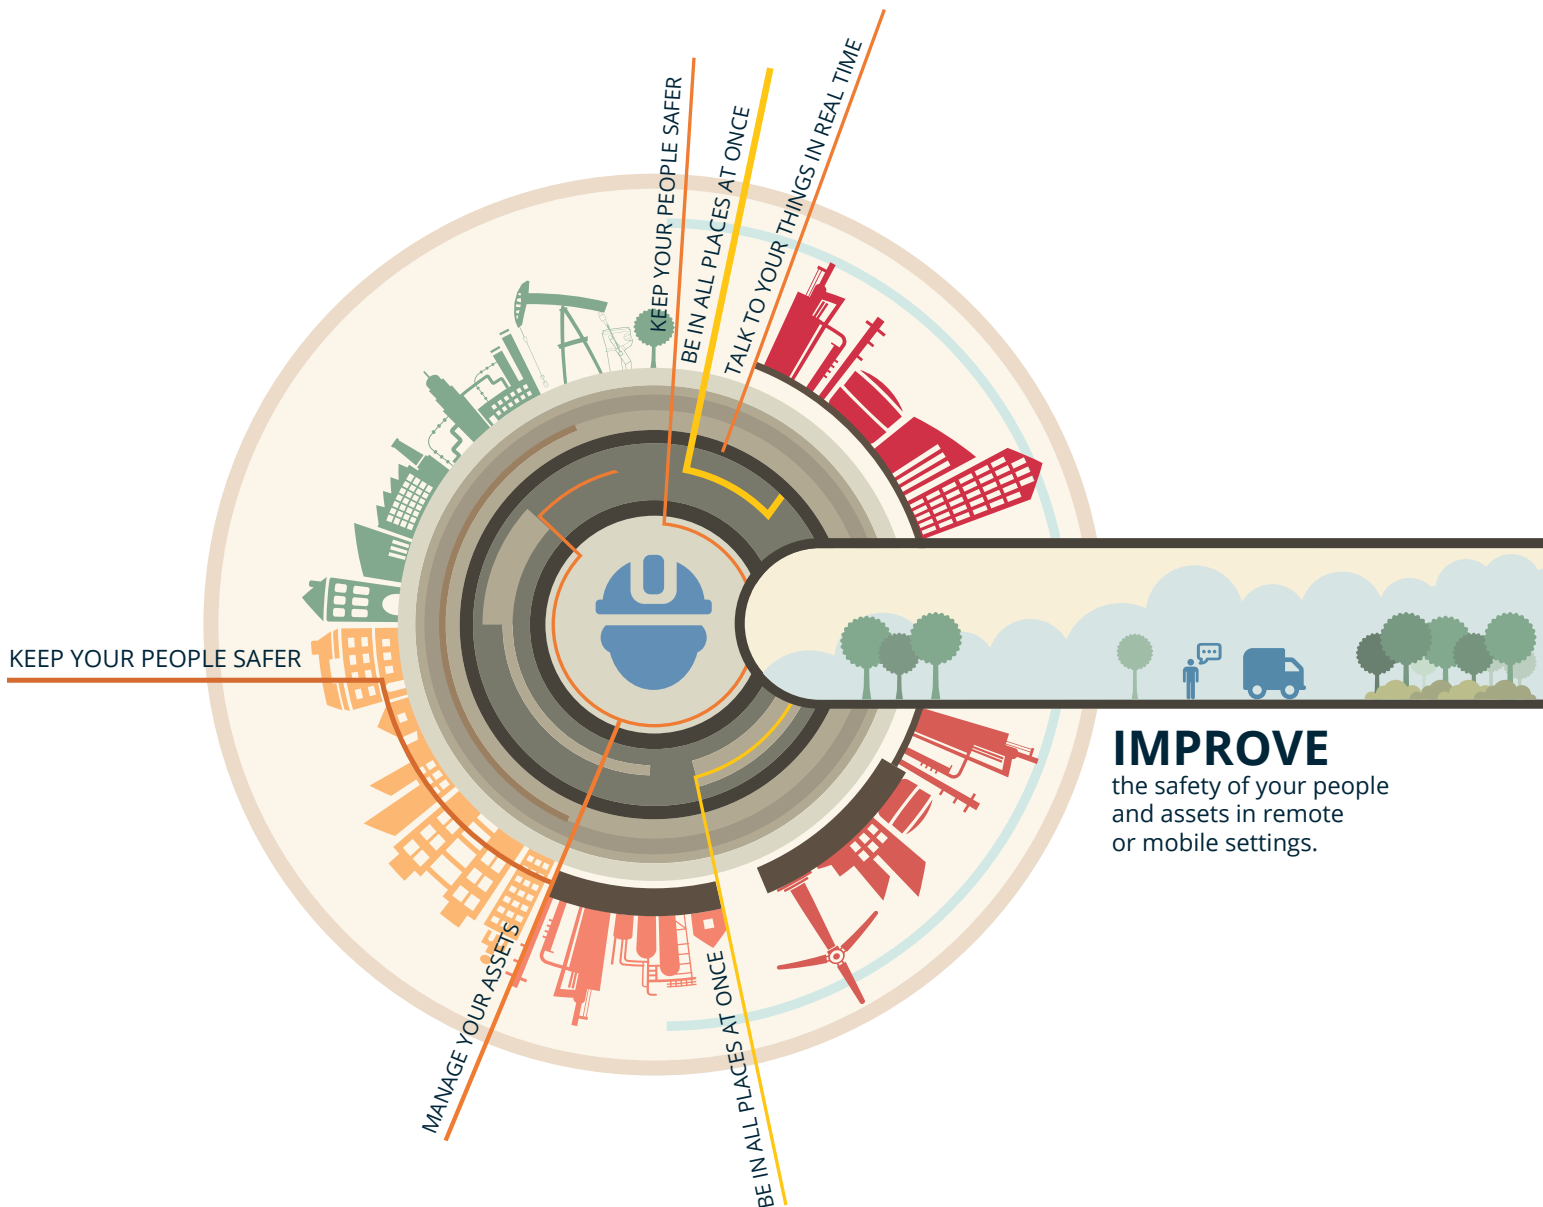 KEEP YOUR PEOPLE SAFER
BE IN ALL PLACES AT ONCE
TALK TO YOUR THINGS IN REAL TIME
KEEP YOUR PEOPLE SAFER
IMPROVE
the safety of your people
and assets in remote
or mobile settings.
MANAGE YOUR ASSETS
BE IN ALL PLACES AT ONCE